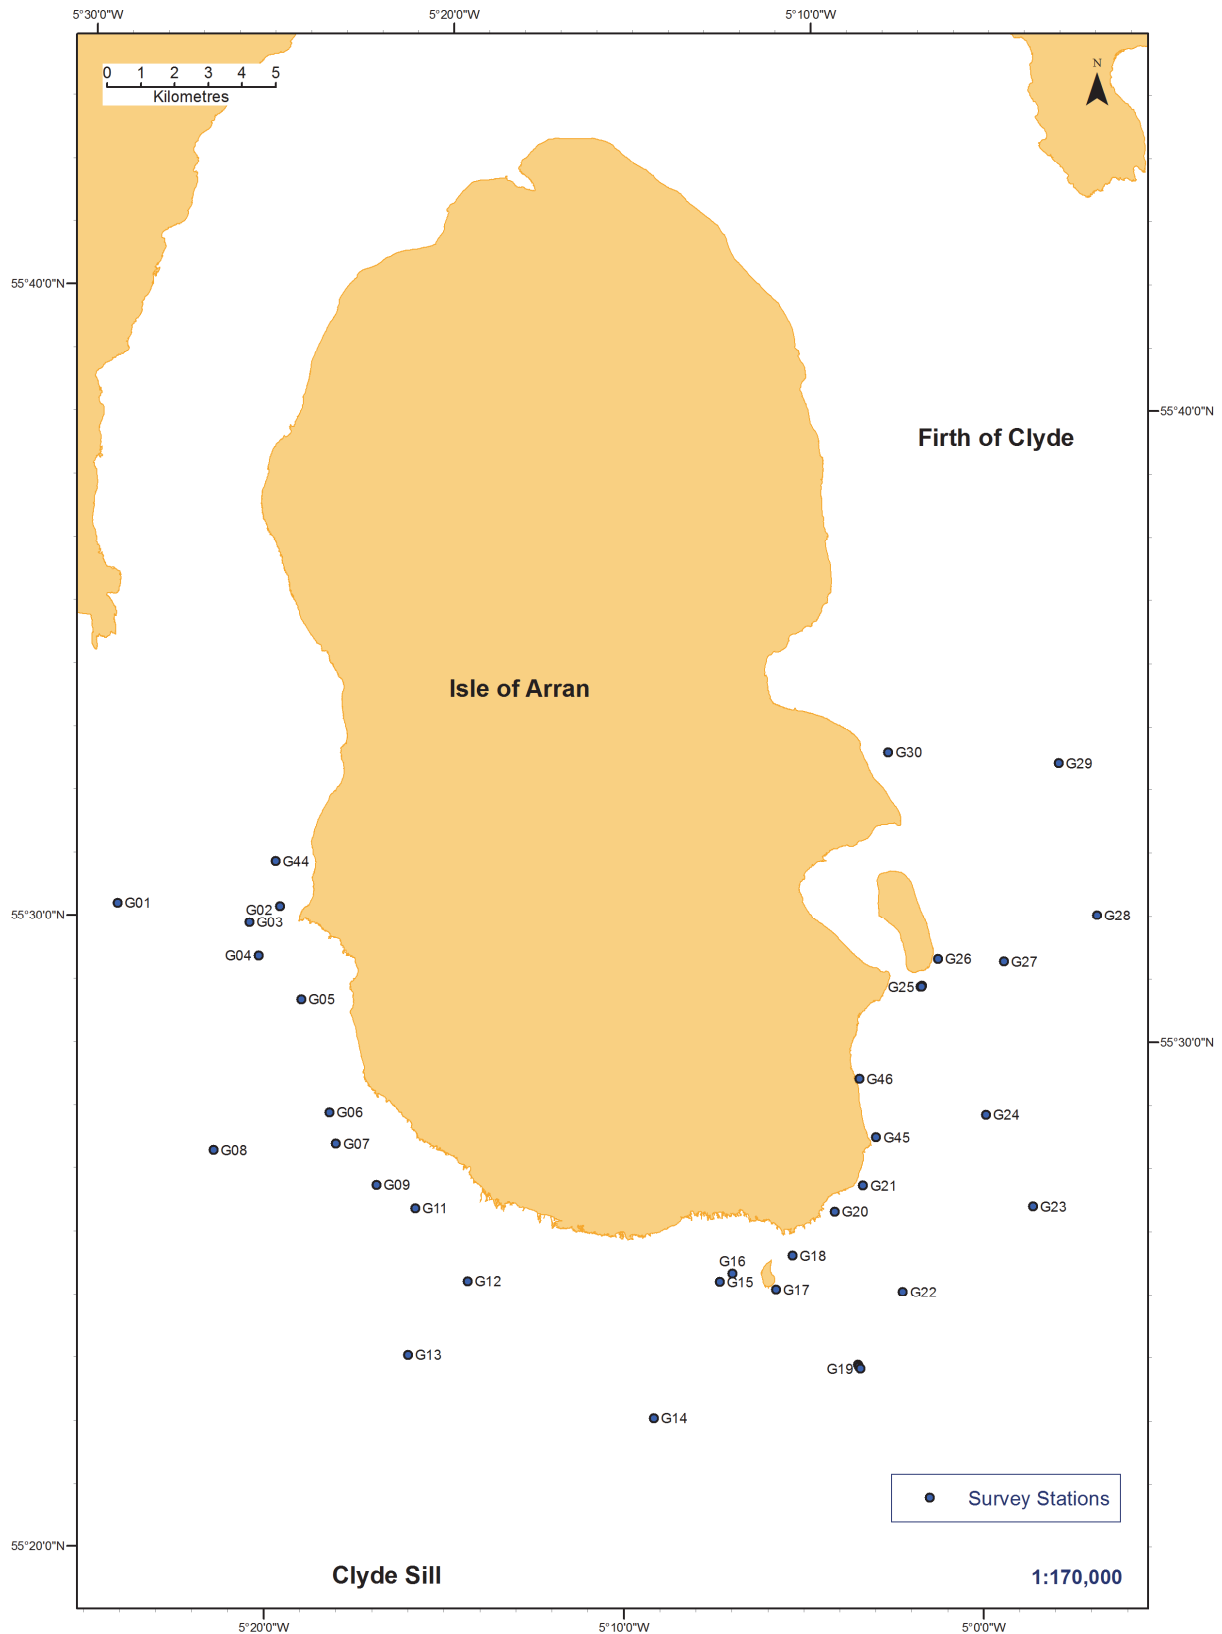 5°30'0"W 5°20'0"W 5°10'0"W
0 1 2 3 4 5
Kilometres
N
55°40'0"N
55°40'0"N
Firth of Clyde
Isle of Arran
G30
G29
G44
G01
G02
G03
G28
G04
G26
G27
G25
G05
55°30'0"N
55°30'0"N
G46
G06
G24
G07
G45
G08
G09
G21
G11
G20
G23
G18
G16
G12
G15
G17
G22
G13
G19
G14
Survey Stations
55°20'0"N
Clyde Sill
1:170,000
5°20'0"W 5°10'0"W 5°0'0"W